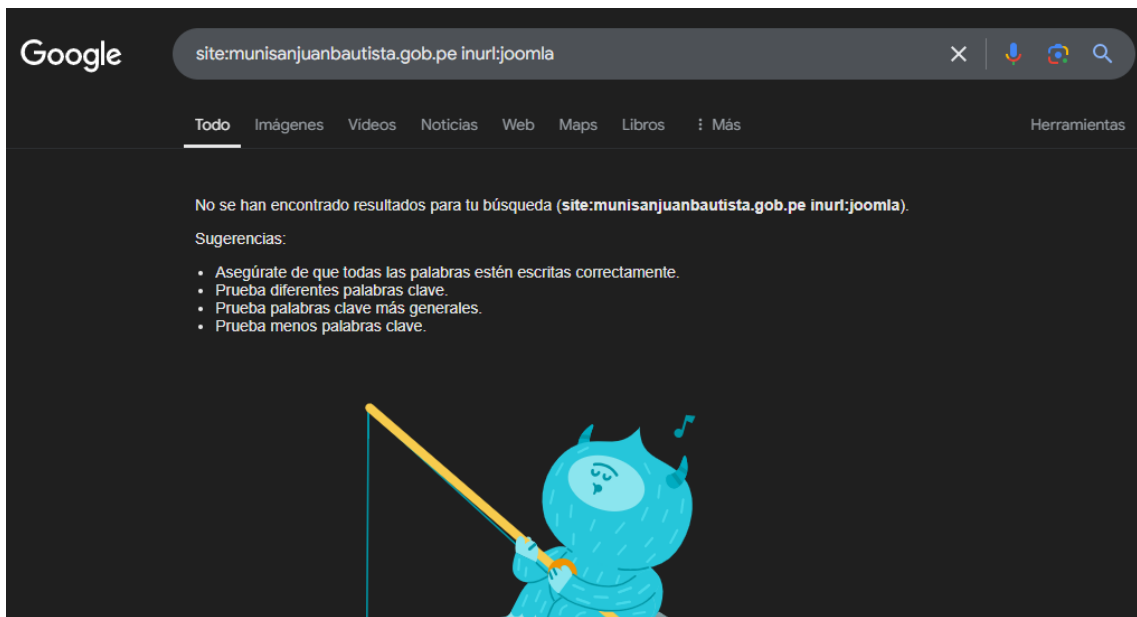 Google
site:munisanjuanbautista.gob.pe inurl:joomla
Todo Imágenes Vídeos Noticias Web Maps Libros Más Herramientas
No se han encontrado resultados para tu búsqueda (site:munisanjuanbautista.gob.pe inurl:joomla).
Sugerencias:
• Asegúrate de que todas las palabras estén escritas correctamente.
• Prueba diferentes palabras clave.
• Prueba palabras clave más generales.
• Prueba menos palabras clave.